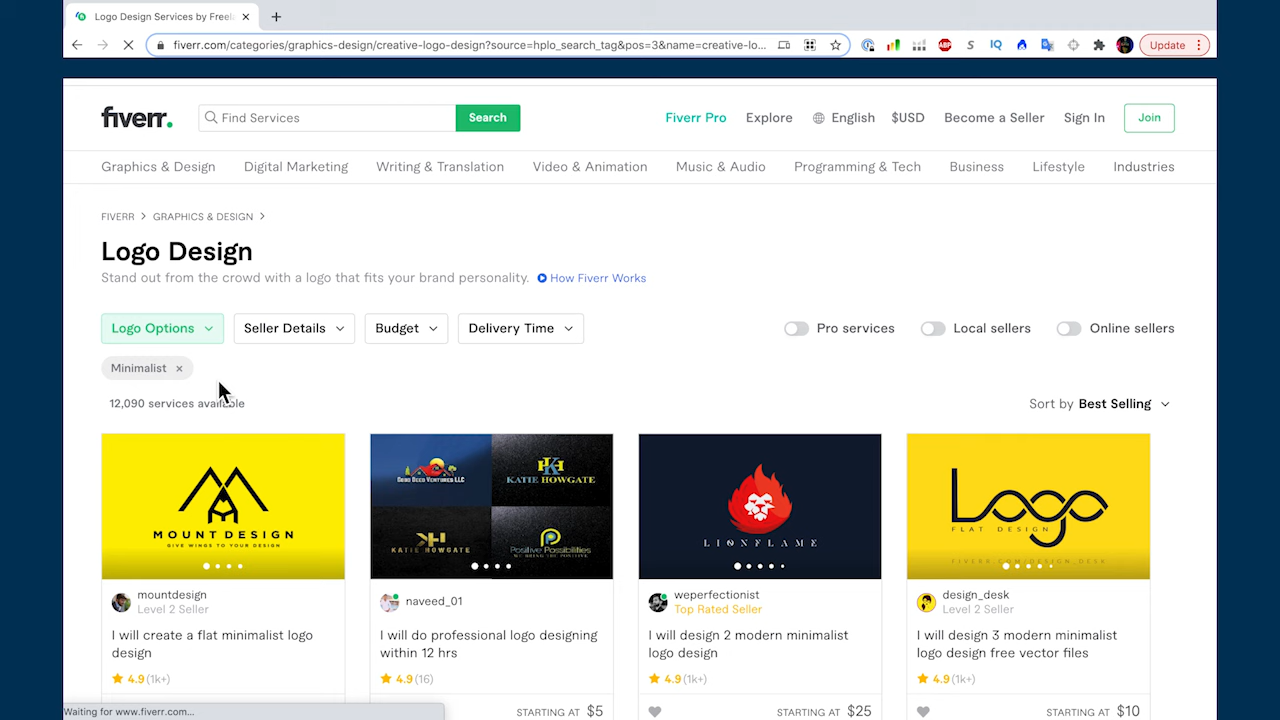 Logo Design Services by Freela
fiverr.com/categories/graphics-design/creative-logo-design?source=hplo_search_tag&pos=3&name=creative-lo...
ABP
S
IQ
Update
fiverr.
Find Services
Search
Fiverr Pro
Explore
English
$USD
Become a Seller
Sign In
Join
Graphics & Design
Digital Marketing
Writing & Translation
Video & Animation
Music & Audio
Programming & Tech
Business
Lifestyle
Industries
FIVERR > GRAPHICS & DESIGN >
Logo Design
Stand out from the crowd with a logo that fits your brand personality. How Fiverr Works
Logo Options
Seller Details
Budget
Delivery Time
Pro services
Local sellers
Online sellers
Minimalist ×
12,090 services available
Sort by Best Selling
MOUNT DESIGN
GIVE WINGS TO YOUR DESIGN
KATIE HOWGATE
KATIE HOWGATE
Positive Possibilities
LIONFLAME
Logo
FLAT DESIGN
FIVERR.COM/DESIGN_DESK
mountdesign
Level 2 Seller
I will create a flat minimalist logo
design
4.9 (1k+)
naveed_01
I will do professional logo designing
within 12 hrs
4.9 (16)
STARTING AT $5
weperfectionist
Top Rated Seller
I will design 2 modern minimalist
logo design
4.9 (1k+)
STARTING AT $25
design_desk
Level 2 Seller
I will design 3 modern minimalist
logo design free vector files
4.9 (1k+)
STARTING AT $10
Waiting for www.fiverr.com...